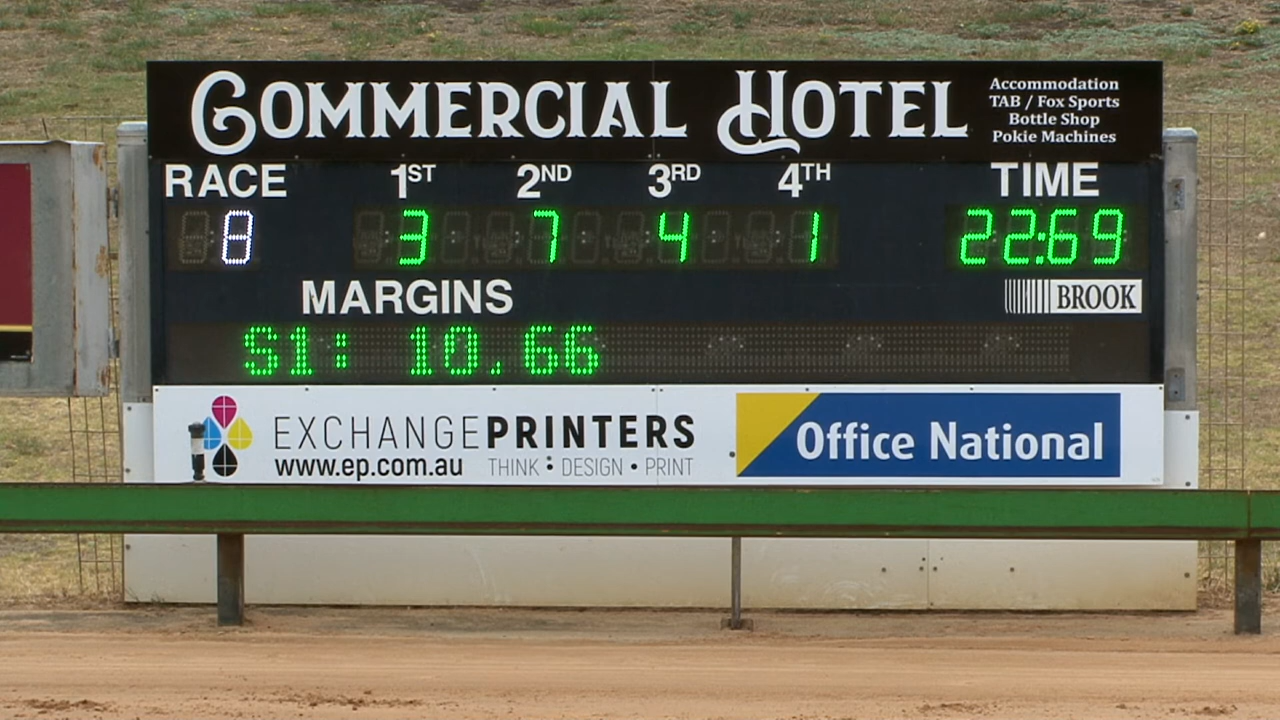 COMMERCIAL HOTEL
Accommodation
TAB / Fox Sports
Bottle Shop
Pokie Machines
RACE 1ST 2ND 3RD 4TH TIME
8 3 7 4 1 22:69
MARGINS
BROOK
S1: 10.66
EXCHANGEPRINTERS
www.ep.com.au THINK • DESIGN • PRINT
Office National